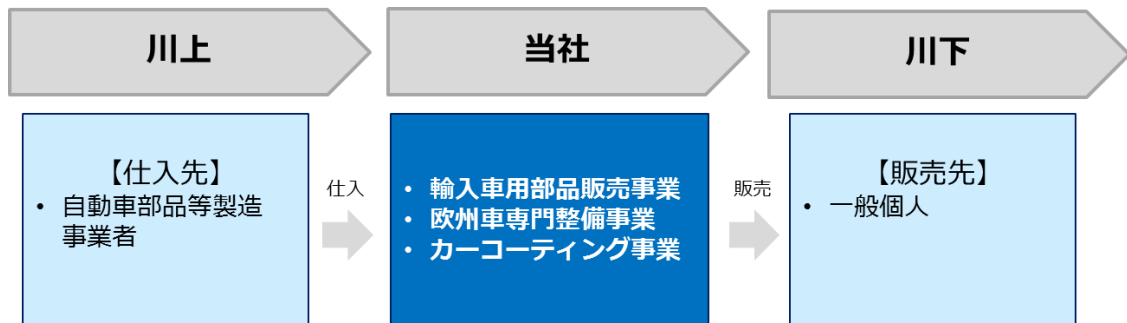 川上
当社
川下
【仕入先】
• 自動車部品等製造
事業者
仕入
• 輸入車用部品販売事業
• 欧州車専門整備事業
• カーコーティング事業
販売
【販売先】
• 一般個人